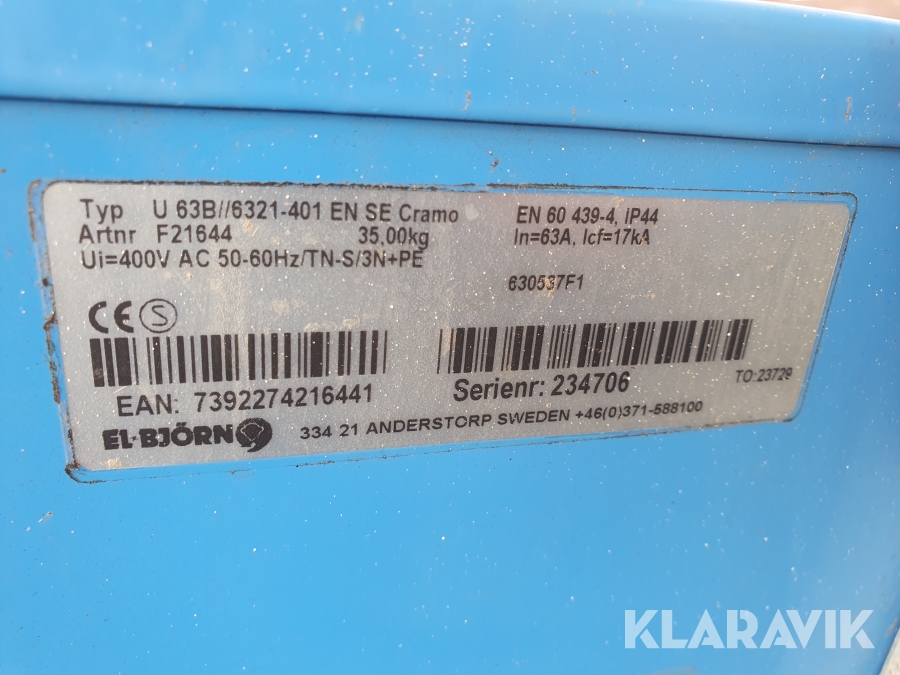 Typ U 63B//6321-401 EN SE Cramo EN 60 439-4, IP44
Artnr F21644 35,00kg In=63A, Icf=17kA
Ui=400V AC 50-60Hz/TN-S/3N+PE
630537F1
CE S
EAN: 7392274216441 Serienr: 234706 TO:23729
EL-BJÖRN 334 21 ANDERSTORP SWEDEN +46(0)371-588100
KLARAVIK